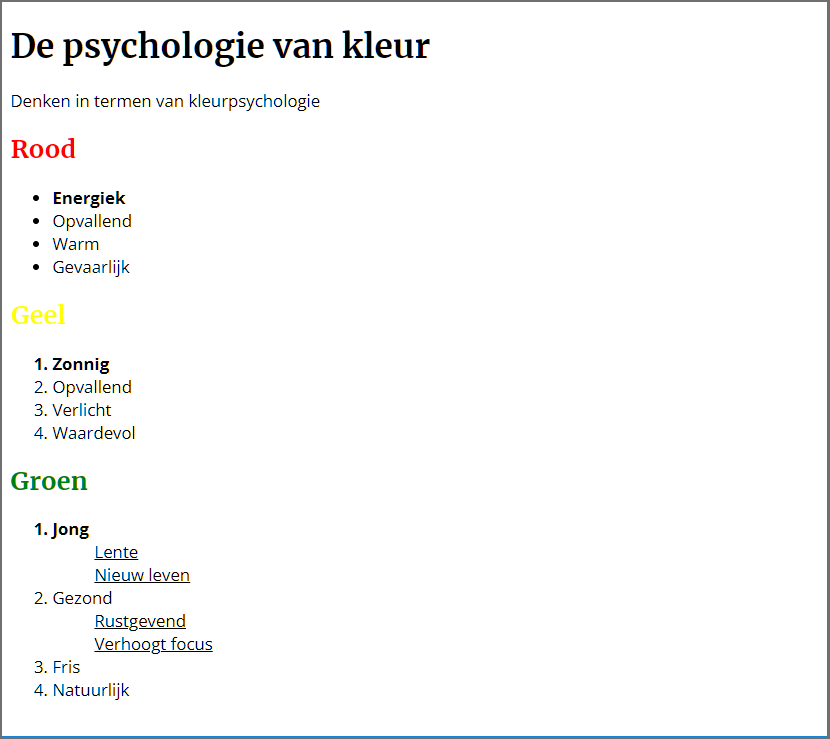 De psychologie van kleur
Denken in termen van kleurpsychologie
Rood
• Energiek
• Opvallend
• Warm
• Gevaarlijk
Geel
1. Zonnig
2. Opvallend
3. Verlicht
4. Waardevol
Groen
1. Jong
Lente
Nieuw leven
2. Gezond
Rustgevend
Verhoogt focus
3. Fris
4. Natuurlijk